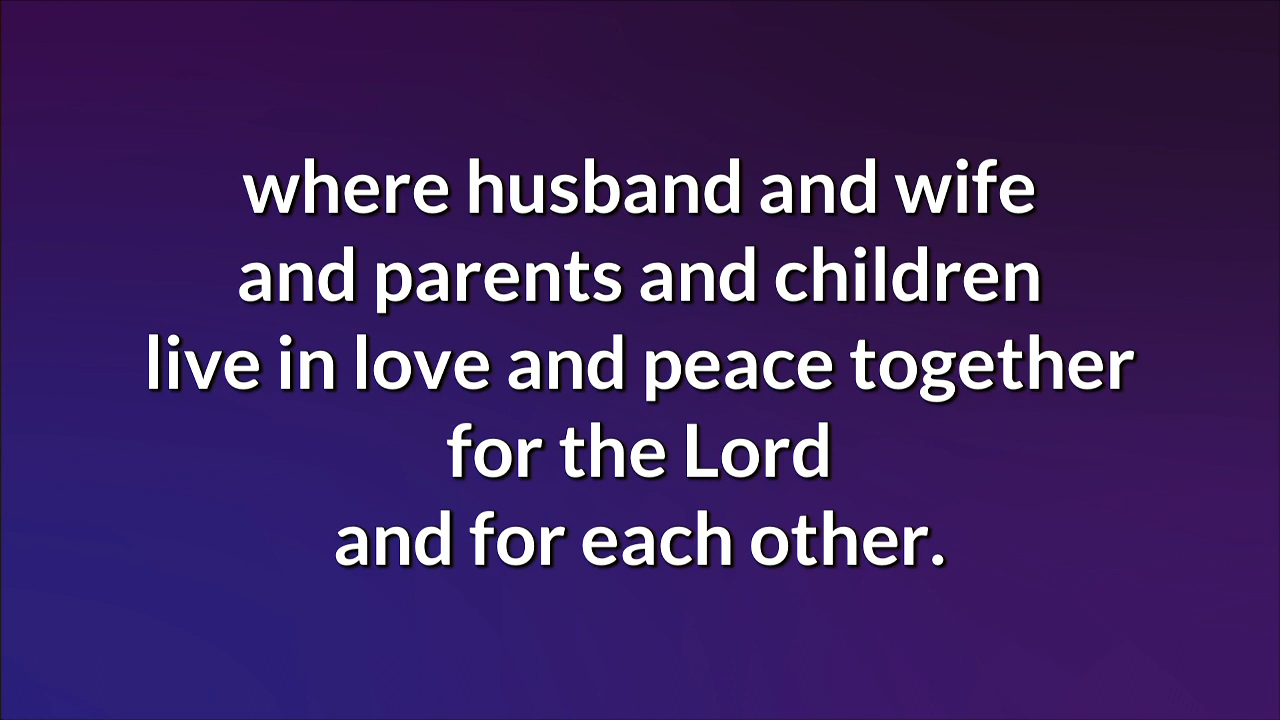 where husband and wife
and parents and children
live in love and peace together
for the Lord
and for each other.